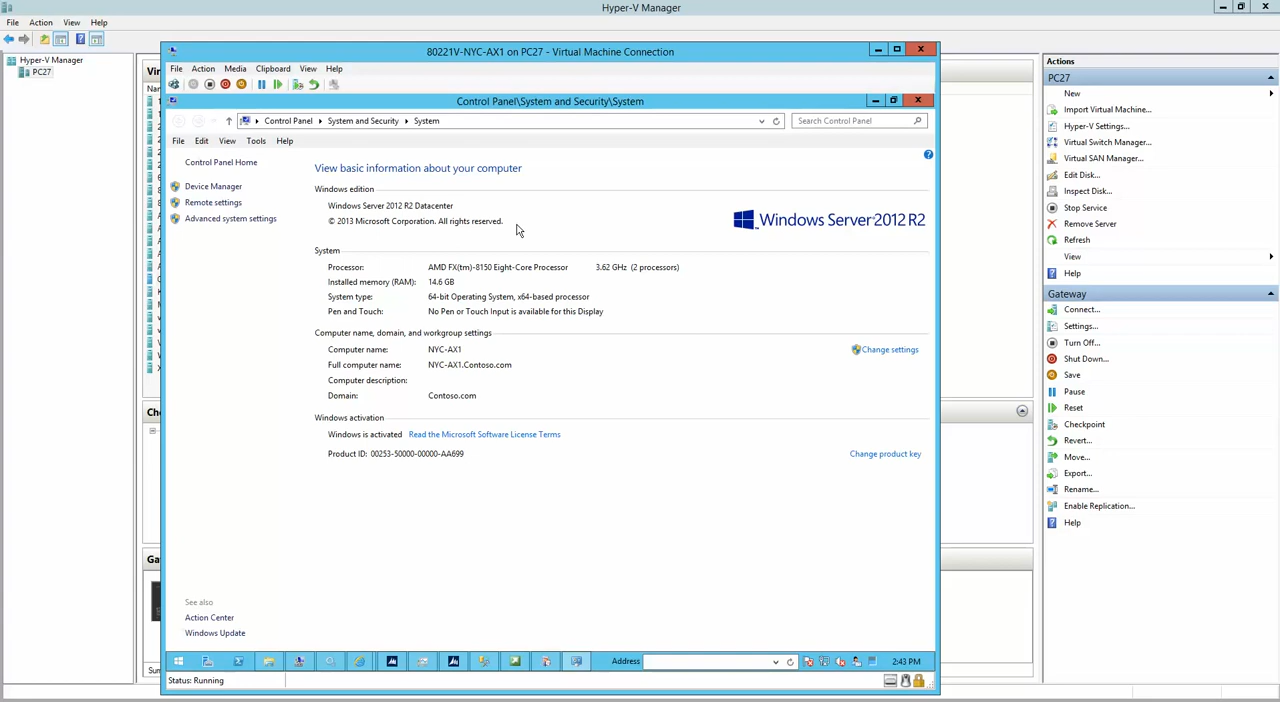 Hyper-V Manager
File Action View Help
Hyper-V Manager
PC27
80221V-NYC-AX1 on PC27 - Virtual Machine Connection
File Action Media Clipboard View Help
Control Panel\System and Security\System
Control Panel System and Security System
Search Control Panel
File Edit View Tools Help
Control Panel Home
Device Manager
Remote settings
Advanced system settings
View basic information about your computer
Windows edition
Windows Server 2012 R2 Datacenter
© 2013 Microsoft Corporation. All rights reserved.
Windows Server 2012 R2
System
Processor: AMD FX(tm)-8150 Eight-Core Processor 3.62 GHz (2 processors)
Installed memory (RAM): 14.6 GB
System type: 64-bit Operating System, x64-based processor
Pen and Touch: No Pen or Touch Input is available for this Display
Computer name, domain, and workgroup settings
Computer name: NYC-AX1
Change settings
Full computer name: NYC-AX1.Contoso.com
Computer description:
Domain: Contoso.com
Windows activation
Windows is activated Read the Microsoft Software License Terms
Product ID: 00253-50000-00000-AA699
Change product key
See also
Action Center
Windows Update
Address
2:43 PM
Status: Running
Actions
PC27
New
Import Virtual Machine...
Hyper-V Settings...
Virtual Switch Manager...
Virtual SAN Manager...
Edit Disk...
Inspect Disk...
Stop Service
Remove Server
Refresh
View
Help
Gateway
Connect...
Settings...
Turn Off...
Shut Down...
Save
Pause
Reset
Checkpoint
Revert...
Move...
Export...
Rename...
Enable Replication...
Help